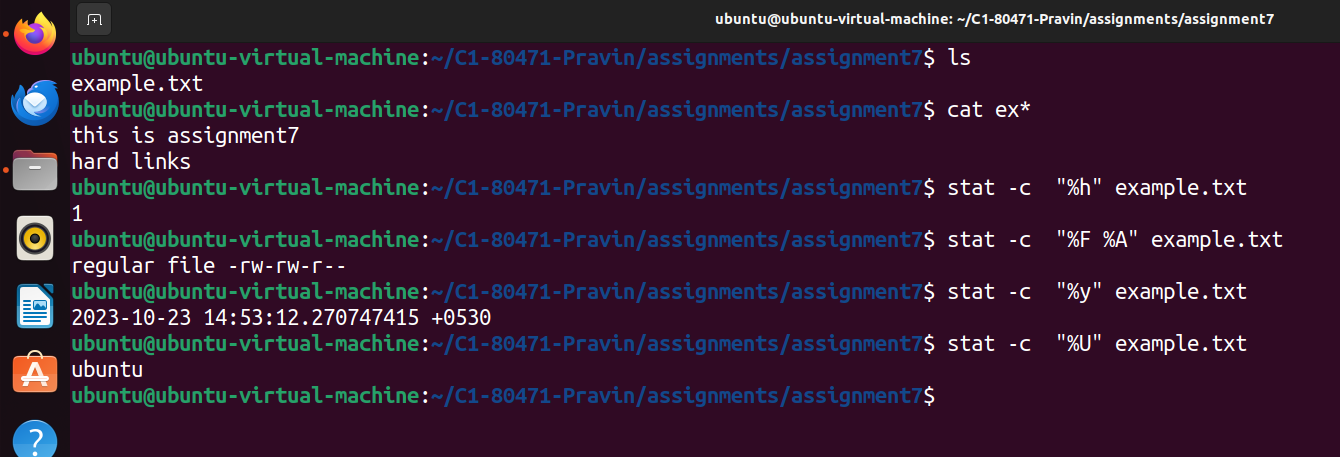 ubuntu@ubuntu-virtual-machine: ~/C1-80471-Pravin/assignments/assignment7
ubuntu@ubuntu-virtual-machine:~/C1-80471-Pravin/assignments/assignment7$ ls
example.txt
ubuntu@ubuntu-virtual-machine:~/C1-80471-Pravin/assignments/assignment7$ cat ex*
this is assignment7
hard links
ubuntu@ubuntu-virtual-machine:~/C1-80471-Pravin/assignments/assignment7$ stat -c  "%h" example.txt
1
ubuntu@ubuntu-virtual-machine:~/C1-80471-Pravin/assignments/assignment7$ stat -c  "%F %A" example.txt
regular file -rw-rw-r--
ubuntu@ubuntu-virtual-machine:~/C1-80471-Pravin/assignments/assignment7$ stat -c  "%y" example.txt
2023-10-23 14:53:12.270747415 +0530
ubuntu@ubuntu-virtual-machine:~/C1-80471-Pravin/assignments/assignment7$ stat -c  "%U" example.txt
ubuntu
ubuntu@ubuntu-virtual-machine:~/C1-80471-Pravin/assignments/assignment7$